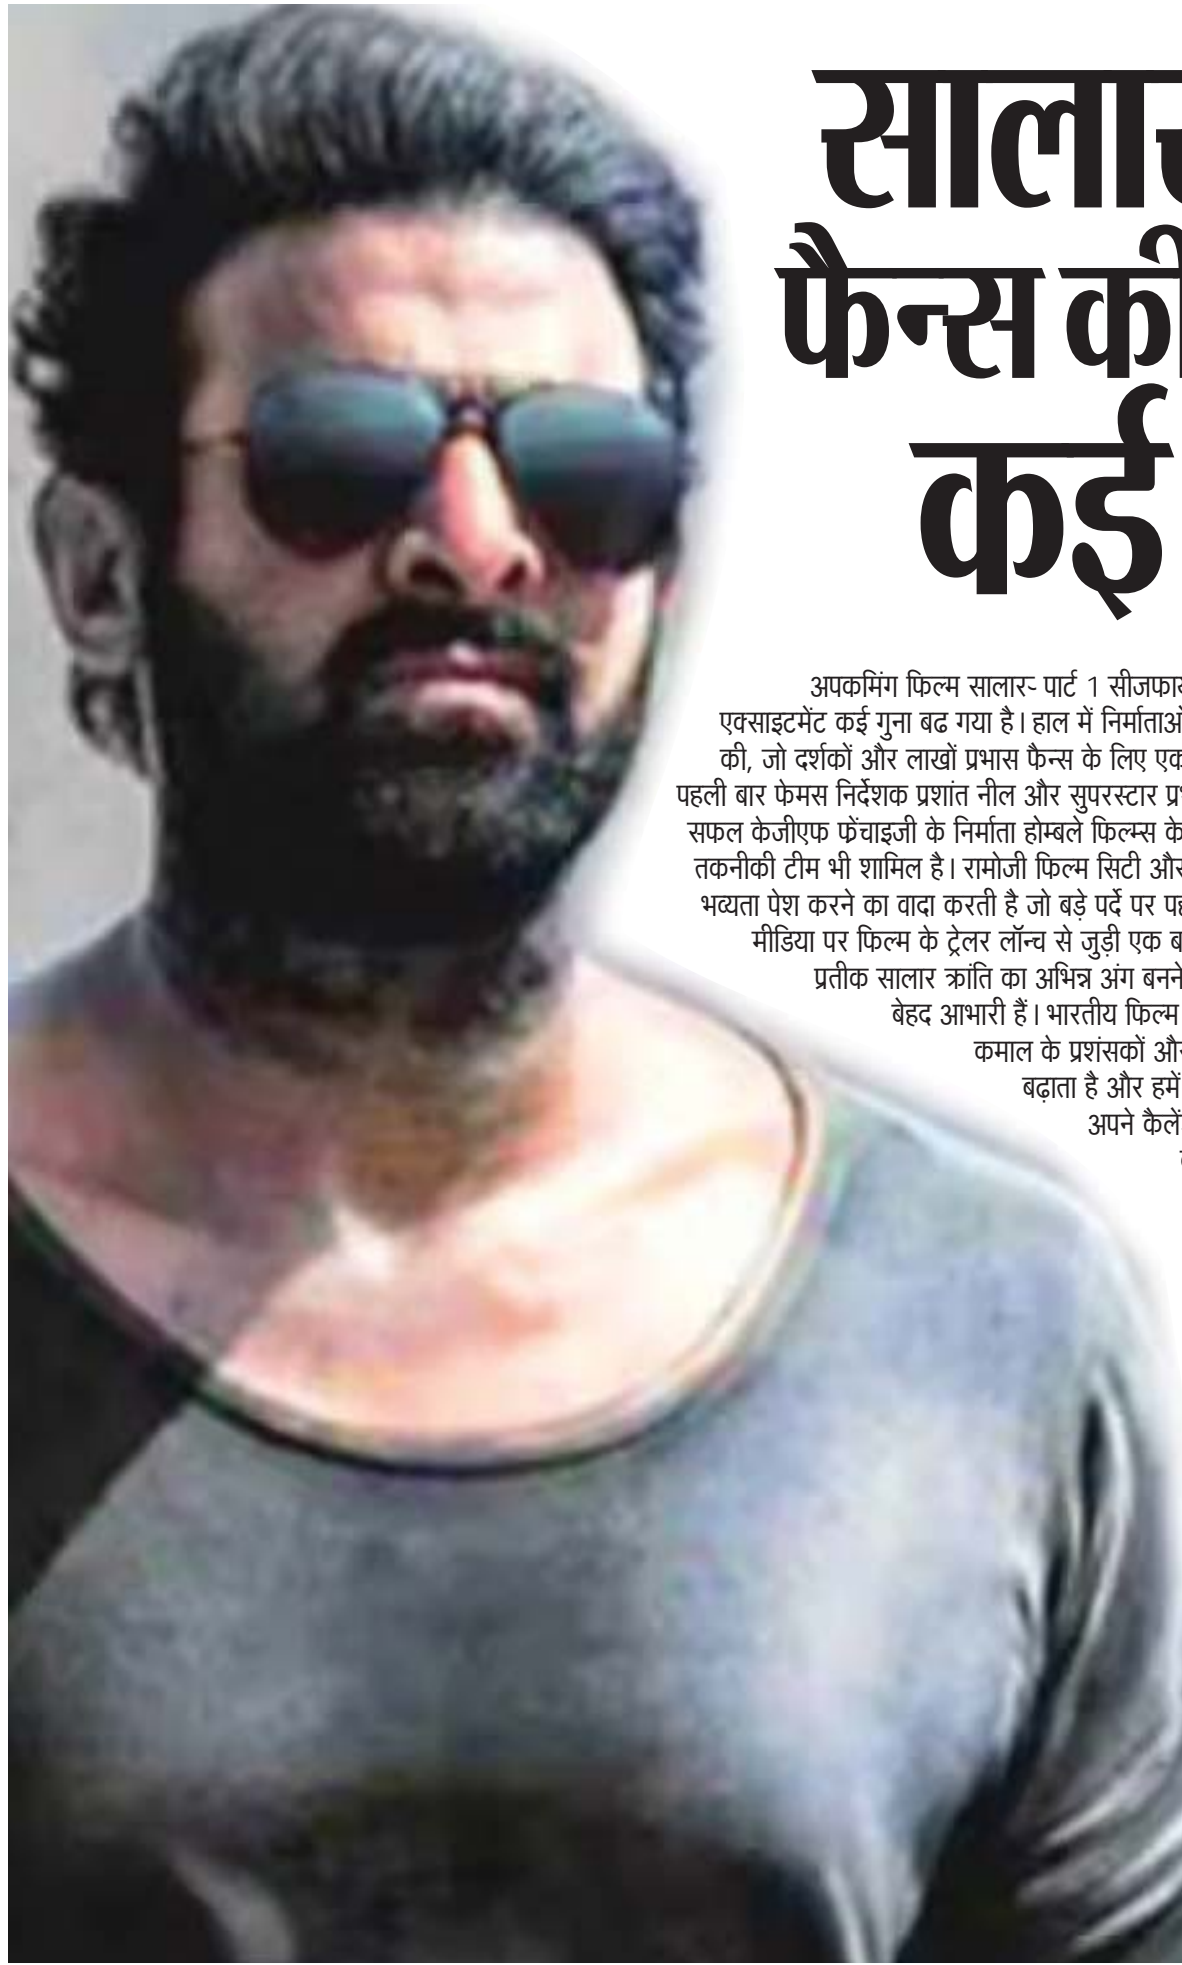 सालार
फैन्स की
कई
अपकमिंग फिल्म सालार- पार्ट 1 सीजफाय
एक्साइटमेंट कई गुना बढ गया है। हाल में निर्माताओं
की, जो दर्शकों और लाखों प्रभास फैन्स के लिए एक
पहली बार फेमस निर्देशक प्रशांत नील और सुपरस्टार
सफल केजीएफ फ्रेंचाइजी के निर्माता होम्बले फिल्म्स के
तकनीकी टीम भी शामिल है। रामोजी फिल्म सिटी और
भव्यता पेश करने का वादा करती है जो बड़े पर्दे पर
मीडिया पर फिल्म के ट्रेलर लॉन्च से जुड़ी एक
प्रतीक सालार क्रांति का अभिन्न अंग बनने
बेहद आभारी हैं। भारतीय फिल्म
कमाल के प्रशंसकों और
बढ़ाता है और हमें
अपने